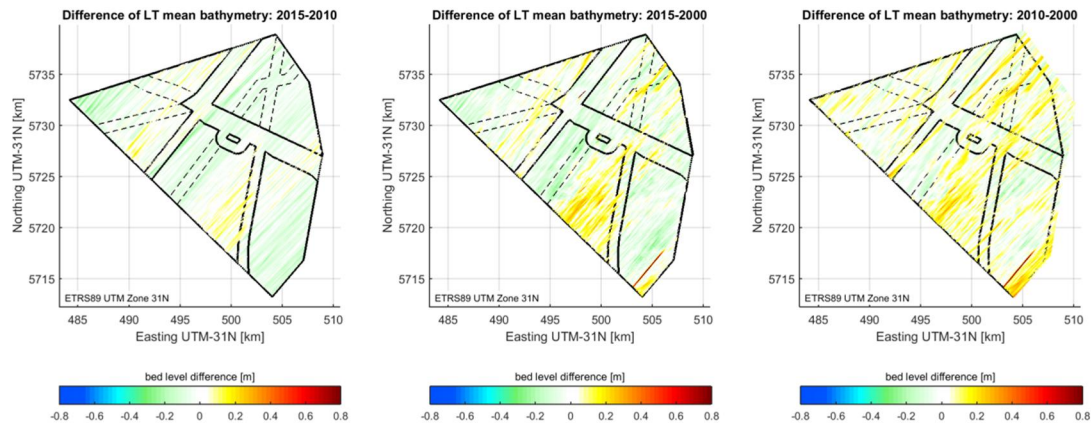 Difference of LT mean bathymetry: 2015-2010
5735
5730
5725
5720
5715
Northing UTM-31N [km]
ETRS89 UTM Zone 31N
485 490 495 500 505 510
Easting UTM-31N [km]
bed level difference [m]
-0.8 -0.6 -0.4 -0.2 0 0.2 0.4 0.6 0.8
Difference of LT mean bathymetry: 2015-2000
5735
5730
5725
5720
5715
Northing UTM-31N [km]
ETRS89 UTM Zone 31N
485 490 495 500 505 510
Easting UTM-31N [km]
bed level difference [m]
-0.8 -0.6 -0.4 -0.2 0 0.2 0.4 0.6 0.8
Difference of LT mean bathymetry: 2010-2000
5735
5730
5725
5720
5715
Northing UTM-31N [km]
ETRS89 UTM Zone 31N
485 490 495 500 505 510
Easting UTM-31N [km]
bed level difference [m]
-0.8 -0.6 -0.4 -0.2 0 0.2 0.4 0.6 0.8